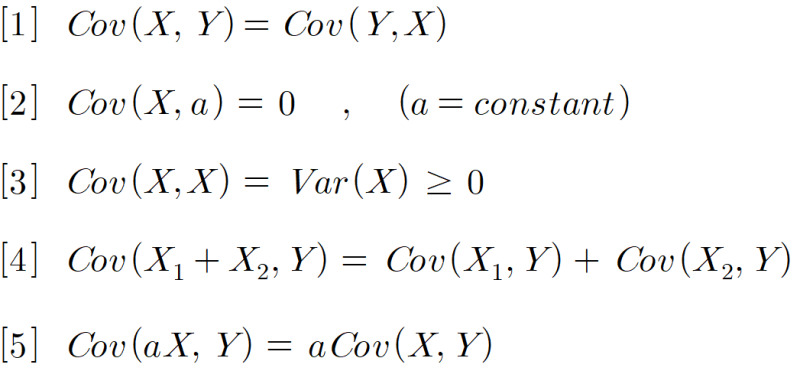 [1] Cov(X, Y) = Cov(Y, X)
[2] Cov(X, a) = 0 , (a = constant)
[3] Cov(X, X) = Var(X) ≥ 0
[4] Cov(X₁ + X₂, Y) = Cov(X₁, Y) + Cov(X₂, Y)
[5] Cov(aX, Y) = aCov(X, Y)